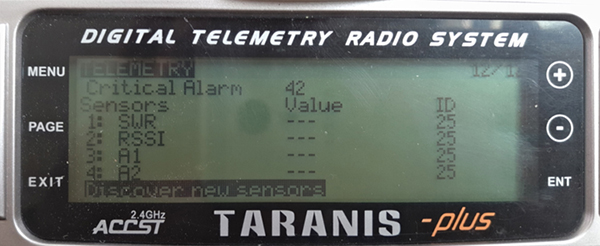 DIGITAL TELEMETRY RADIO SYSTEM
MENU
PAGE
EXIT
TELEMETRY 12/12
Critical Alarm 42
Sensors Value ID
1: SWR --- 25
2: RSSI --- 25
3: A1 --- 25
4: A2 --- 25
Discover new sensors
+
-
ENT
2.4GHz
ACCST
TARANIS -plus